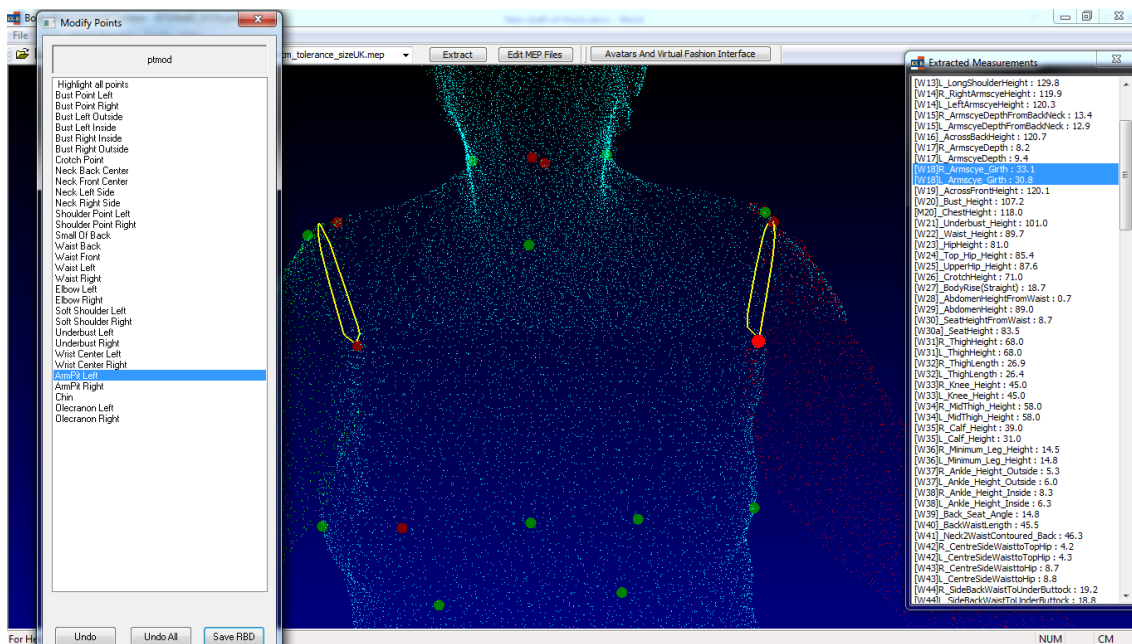 Modify Points
File
cm_tolerance_sizeUK.mep
Extract
Edit MEP Files
Avatars And Virtual Fashion Interface
ptmod
Highlight all points
Bust Point Left
Bust Point Right
Bust Left Outside
Bust Left Inside
Bust Right Inside
Bust Right Outside
Crotch Point
Neck Back Center
Neck Front Center
Neck Left Side
Neck Right Side
Shoulder Point Left
Shoulder Point Right
Small Of Back
Waist Back
Waist Front
Waist Left
Waist Right
Elbow Left
Elbow Right
Soft Shoulder Left
Soft Shoulder Right
Underbust Left
Underbust Right
Wrist Center Left
Wrist Center Right
ArmPit Left
ArmPit Right
Chin
Olecranon Left
Olecranon Right
Undo
Undo All
Save RBD
Extracted Measurements
[W13]L_LongShoulderHeight : 129.8
[W14]R_RightArmscyeHeight : 119.9
[W14]L_LeftArmscyeHeight : 120.3
[W15]R_ArmscyeDepthFromBackNeck : 13.4
[W15]L_ArmscyeDepthFromBackNeck : 12.9
[W16]_AcrossBackHeight : 120.7
[W17]R_ArmscyeDepth : 8.2
[W17]L_ArmscyeDepth : 9.4
[W18]R_Armscye_Girth : 33.1
[W18]L_Armscye_Girth : 30.8
[W19]_AcrossFrontHeight : 120.1
[W20]_Bust_Height : 107.2
[M20]_ChestHeight : 118.0
[W21]_Underbust_Height : 101.0
[W22]_Waist_Height : 89.7
[W23]_HipHeight : 81.0
[W24]_Top_Hip_Height : 85.4
[W25]_UpperHip_Height : 87.6
[W26]_CrotchHeight : 71.0
[W27]_BodyRise(Straight) : 18.7
[W28]_AbdomenHeightFromWaist : 0.7
[W29]_AbdomenHeight : 89.0
[W30]_SeatHeightFromWaist : 8.7
[W30a]_SeatHeight : 83.5
[W31]R_ThighHeight : 68.0
[W31]L_ThighHeight : 68.0
[W32]R_ThighLength : 26.9
[W32]L_ThighLength : 26.4
[W33]R_Knee_Height : 45.0
[W33]L_Knee_Height : 45.0
[W34]R_MidThigh_Height : 58.0
[W34]L_MidThigh_Height : 58.0
[W35]R_Calf_Height : 39.0
[W35]L_Calf_Height : 31.0
[W36]R_Minimum_Leg_Height : 14.5
[W36]L_Minimum_Leg_Height : 14.8
[W37]R_Ankle_Height_Outside : 5.3
[W37]L_Ankle_Height_Outside : 6.0
[W38]R_Ankle_Height_Inside : 8.3
[W38]L_Ankle_Height_Inside : 6.3
[W39]_Back_Seat_Angle : 14.8
[W40]_BackWaistLength : 45.5
[W41]_Neck2WaistContoured_Back : 46.3
[W42]R_CentreSideWaisttoTopHip : 4.2
[W42]L_CentreSideWaisttoTopHip : 4.3
[W43]R_CentreSideWaisttoHip : 8.7
[W43]L_CentreSideWaisttoHip : 8.8
[W44]R_SideBackWaistToUnderButtock : 19.2
[W44]L_SideBackWaistToUnderButtock : 18.8
For He
NUM
CM